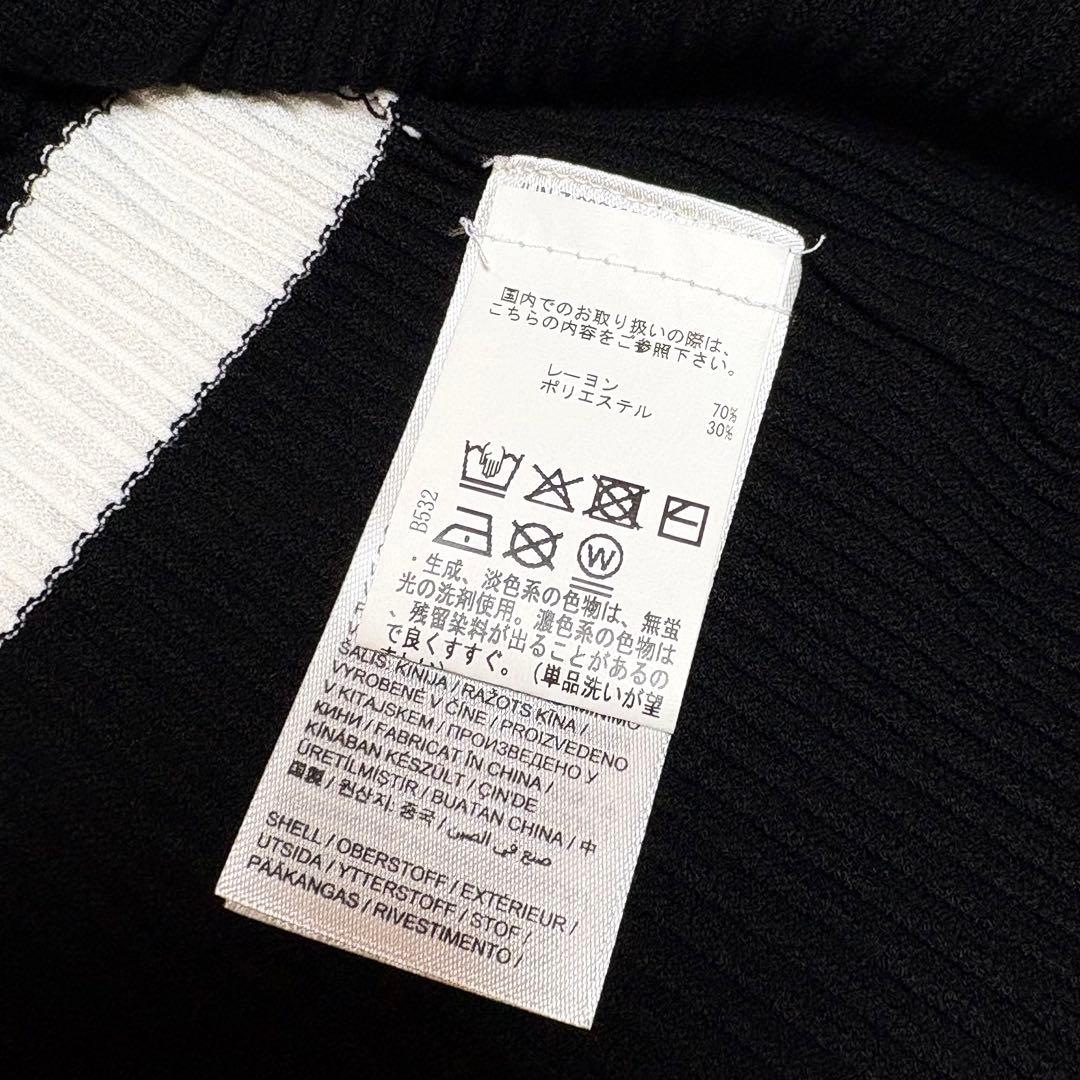 国内でのお取り扱いの際は、
こちらの内容をご参照下さい。
レーヨン 70%
ポリエステル 30%
B532
W
・生成、淡色系の色物は、無蛍
光の洗剤使用。濃色系の色物は
、残留染料が出ることがあるの
で良くすすぐ。（単品洗いが望
ŠALIS: KINIJA / RAŽOTS ĶĪNA /
VYROBENÉ V ČÍNE / PROIZVEDENO
V KITAJSKEM / ПРОИЗВЕДЕНО У
КИНИ / FABRICAT ÎN CHINA /
KÍNÁBAN KÉSZÜLT / ÇİN'DE
ÜRETİLMİŞTİR / BUATAN CHINA / 中
国製 / 원산지: 중국 / صنع في الصين
SHELL / OBERSTOFF / EXTÉRIEUR /
UTSIDA / YTTERSTOFF / STOF /
PÄÄKANGAS / RIVESTIMENTO /